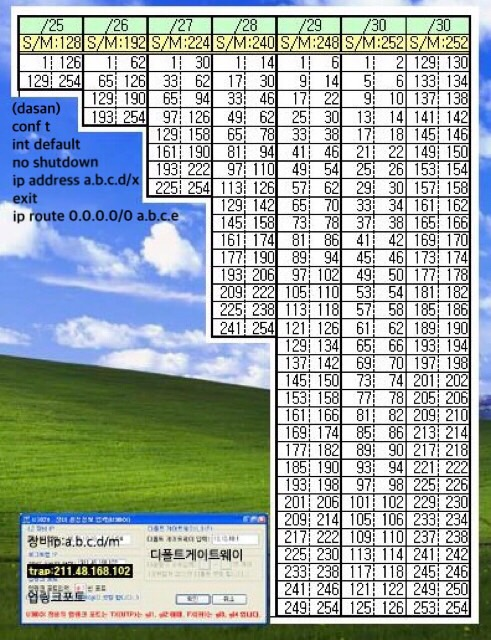 /25 /26 /27 /28 /29 /30 /30
S/M:128 S/M:192 S/M:224 S/M:240 S/M:248 S/M:252 S/M:252
1 126 1 62 1 30 1 14 1 6 1 2 129 130
129 254 65 126 33 62 17 30 9 14 5 6 133 134
129 190 65 94 33 46 17 22 9 10 137 138
193 254 97 126 49 62 25 30 13 14 141 142
129 158 65 78 33 38 17 18 145 146
161 190 81 94 41 46 21 22 149 150
193 222 97 110 49 54 25 26 153 154
225 254 113 126 57 62 29 30 157 158
129 142 65 70 33 34 161 162
145 158 73 78 37 38 165 166
161 174 81 86 41 42 169 170
177 190 89 94 45 46 173 174
193 206 97 102 49 50 177 178
209 222 105 110 53 54 181 182
225 238 113 118 57 58 185 186
241 254 121 126 61 62 189 190
129 134 65 66 193 194
137 142 69 70 197 198
145 150 73 74 201 202
153 158 77 78 205 206
161 166 81 82 209 210
169 174 85 86 213 214
177 182 89 90 217 218
185 190 93 94 221 222
193 198 97 98 225 226
201 206 101 102 229 230
209 214 105 106 233 234
217 222 109 110 237 238
225 230 113 114 241 242
233 238 117 118 245 246
241 246 121 122 249 250
249 254 125 126 253 254
(dasan)
conf t
int default
no shutdown
ip address a.b.c.d/x
exit
ip route 0.0.0.0/0 a.b.c.e
장비ip:a.b.c.d/m
디폴트게이트웨이
trap:211.48.168.102
업링크포트
확인 취소